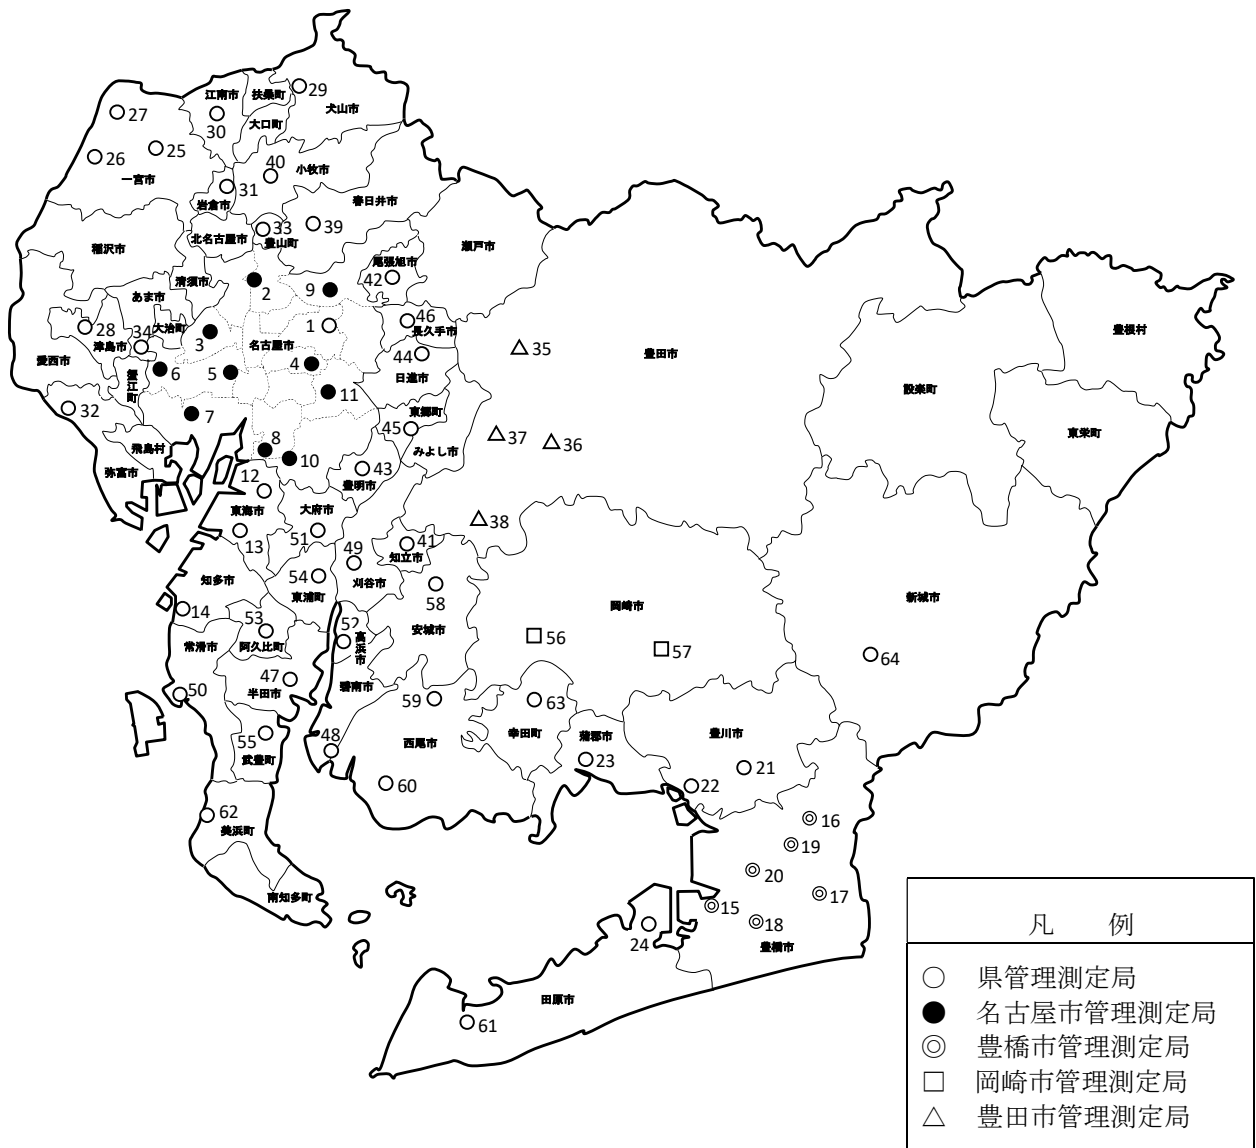 江南市
扶桑町
29
犬山市
27
30
大口町
26
25
一宮市
40
小牧市
31
岩倉市
春日井市
33
39
北名古屋市
豊山町
稲沢市
尾張旭市
瀬戸市
清須市
2
9
42
あま市
28
34
大治町
津島市
3
名古屋市
1
46
長久手市
愛西市
蟹江町
6
5
4
44
日進市
11
35
豊田市
豊根村
設楽町
32
7
東郷町
45
みよし市
37
36
東栄町
飛島村
弥富市
8
10
43
豊明市
12
東海市
13
大府市
51
38
49
41
知立市
知多市
54
東浦町
刈谷市
58
14
53
阿久比町
52
高浜市
安城市
岡崎市
新城市
常滑市
56
57
64
47
半田市
碧南市
50
59
63
55
武豊町
48
西尾市
幸田町
蒲郡市
豊川市
23
21
60
22
62
美浜町
16
19
20
17
南知多町
15
18
24
豊橋市
田原市
61
凡 例
○ 県管理測定局
● 名古屋市管理測定局
◎ 豊橋市管理測定局
□ 岡崎市管理測定局
△ 豊田市管理測定局